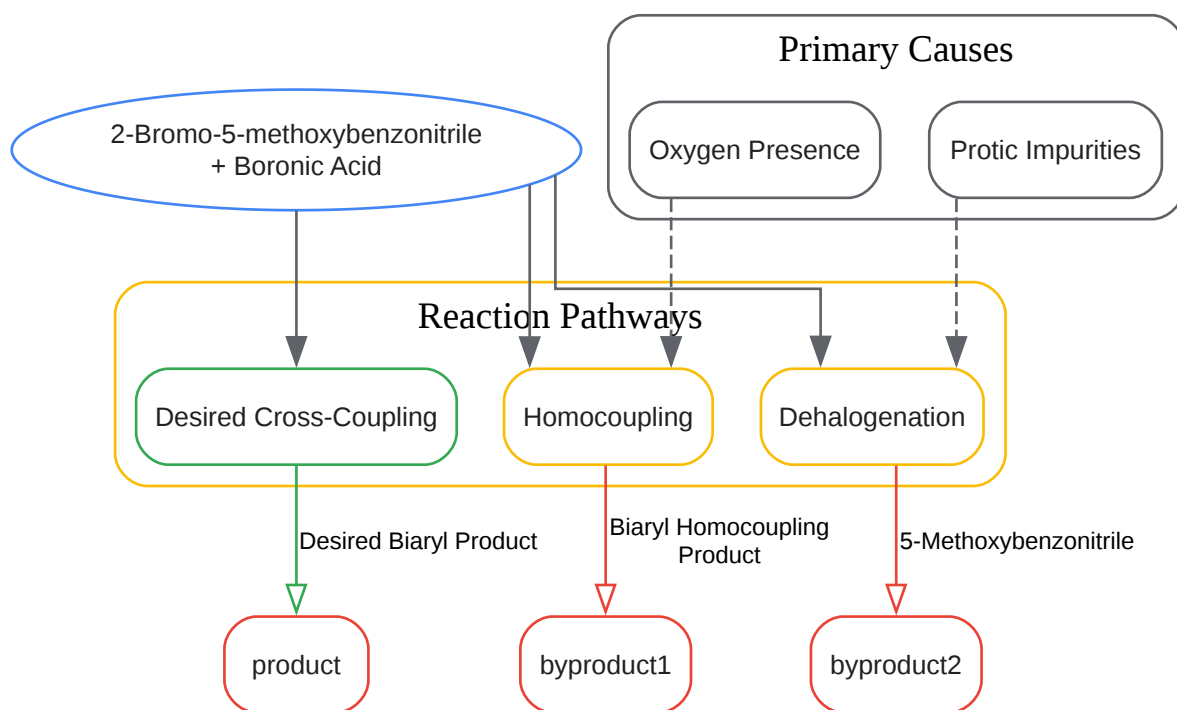 Primary Causes
2-Bromo-5-methoxybenzonitrile
+ Boronic Acid
Oxygen Presence
Protic Impurities
Reaction Pathways
Desired Cross-Coupling
Homocoupling
Dehalogenation
Desired Biaryl Product
Biaryl Homocoupling
Product
5-Methoxybenzonitrile
product
byproduct1
byproduct2